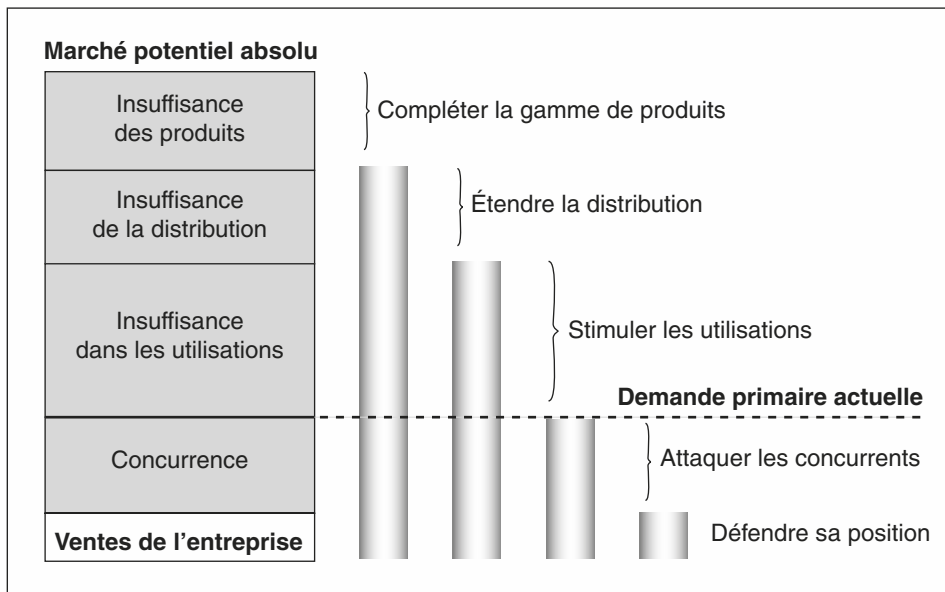 Marché potentiel absolu
Insuffisance
des produits
Compléter la gamme de produits
Insuffisance
de la distribution
Étendre la distribution
Insuffisance
dans les utilisations
Stimuler les utilisations
Demande primaire actuelle
Concurrence
Attaquer les concurrents
Ventes de l’entreprise
Défendre sa position